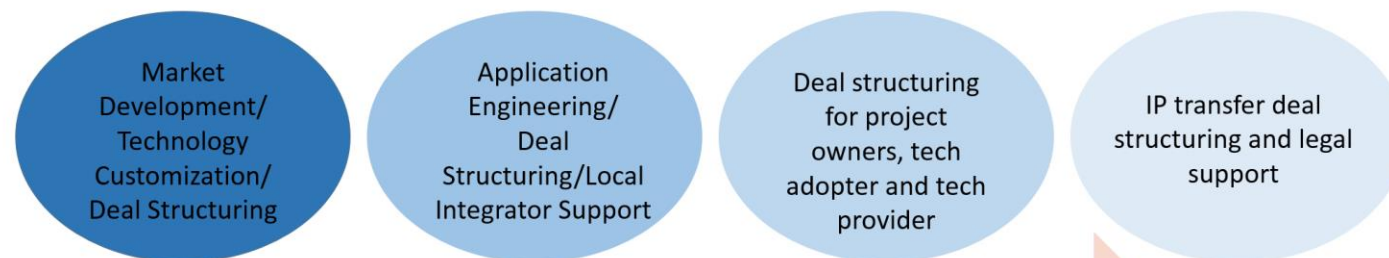 Market
Development/
Technology
Customization/
Deal Structuring
Application
Engineering/
Deal
Structuring/Local
Integrator Support
Deal structuring
for project
owners, tech
adopter and tech
provider
IP transfer deal
structuring and legal
support